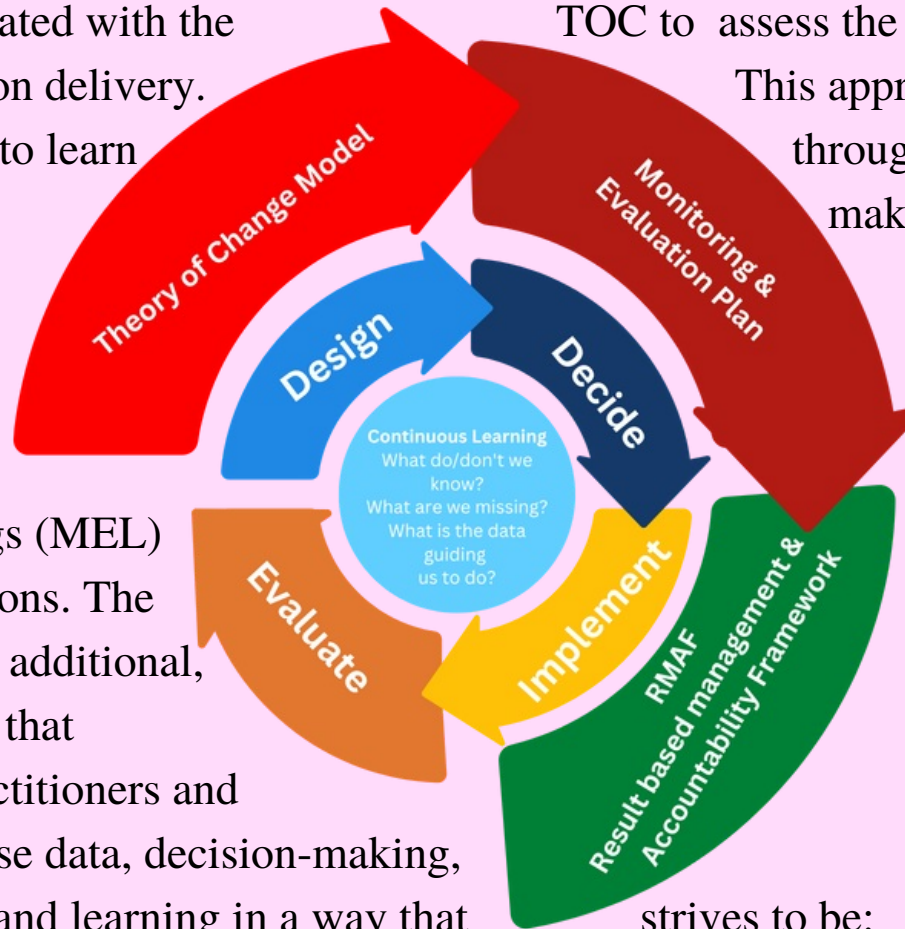 ated with the
on delivery.
to learn
TOC to assess the
This appr
throug
mak
Theory of Change Model
Monitoring &
Evaluation Plan
Design
Decide
Continuous Learning
What do/don't we
know?
What are we missing?
What is the data
guiding
us to do?
Implement
Evaluate
RMAF
Result based management &
Accountability Framework
gs (MEL)
ons. The
additional,
that
ctitioners and
se data, decision-making,
and learning in a way that
strives to be: